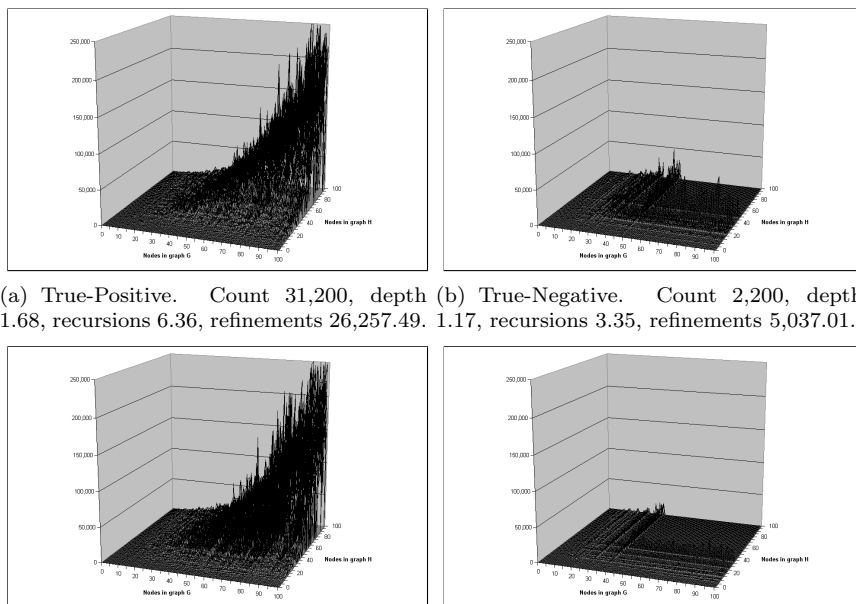 250,000
200,000
150,000
100,000
50,000
0
0 10 20 30 40 50 60 70 80 90 100
Nodes in graph G
0 20 40 60 80 100
Nodes in graph H
250,000
200,000
150,000
100,000
50,000
0
0 10 20 30 40 50 60 70 80 90 100
Nodes in graph G
0 20 40 60 80 100
Nodes in graph H
(a) True-Positive. Count 31,200, depth
1.68, recursions 6.36, refinements 26,257.49.
(b) True-Negative. Count 2,200, depth
1.17, recursions 3.35, refinements 5,037.01.
250,000
200,000
150,000
100,000
50,000
0
0 10 20 30 40 50 60 70 80 90 100
Nodes in graph G
0 20 40 60 80 100
Nodes in graph H
250,000
200,000
150,000
100,000
50,000
0
0 10 20 30 40 50 60 70 80 90 100
Nodes in graph G
0 20 40 60 80 100
Nodes in graph H